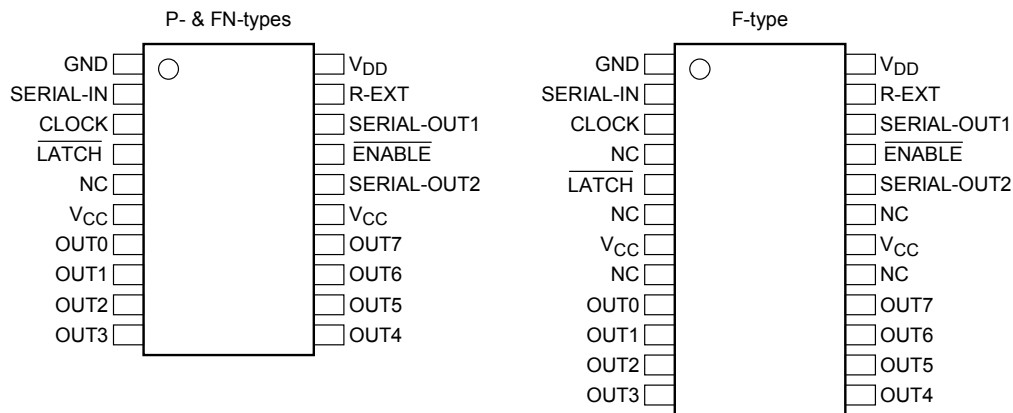 P- & FN-types
GND VDD
SERIAL-IN R-EXT
CLOCK SERIAL-OUT1
LATCH ENABLE
NC SERIAL-OUT2
VCC VCC
OUT0 OUT7
OUT1 OUT6
OUT2 OUT5
OUT3 OUT4
F-type
GND VDD
SERIAL-IN R-EXT
CLOCK SERIAL-OUT1
NC ENABLE
LATCH SERIAL-OUT2
NC NC
VCC VCC
NC NC
OUT0 OUT7
OUT1 OUT6
OUT2 OUT5
OUT3 OUT4